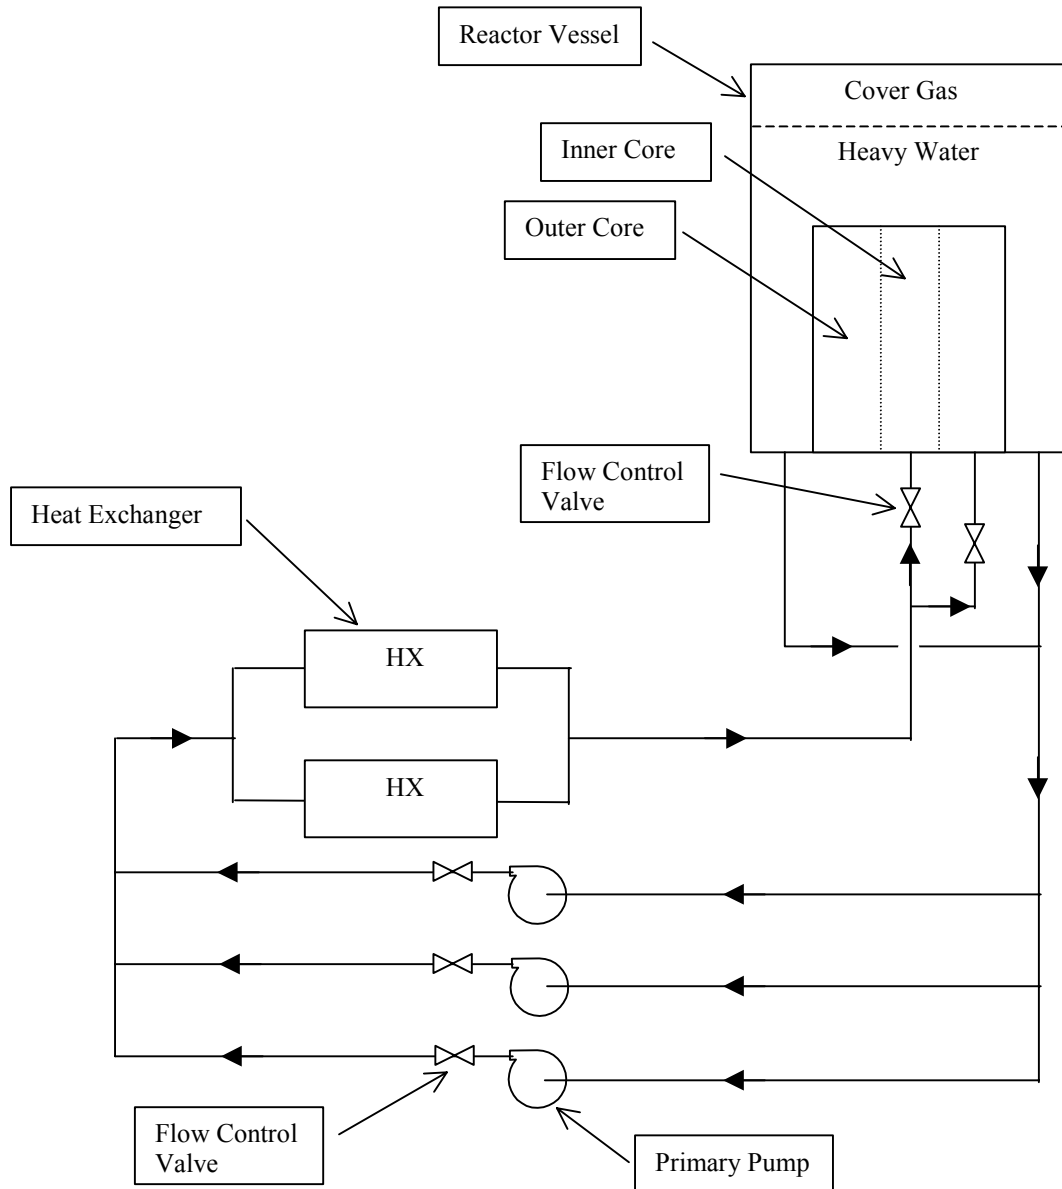 Reactor Vessel
Cover Gas
Heavy Water
Inner Core
Outer Core
Flow Control
Valve
Heat Exchanger
HX
HX
Flow Control
Valve
Primary Pump